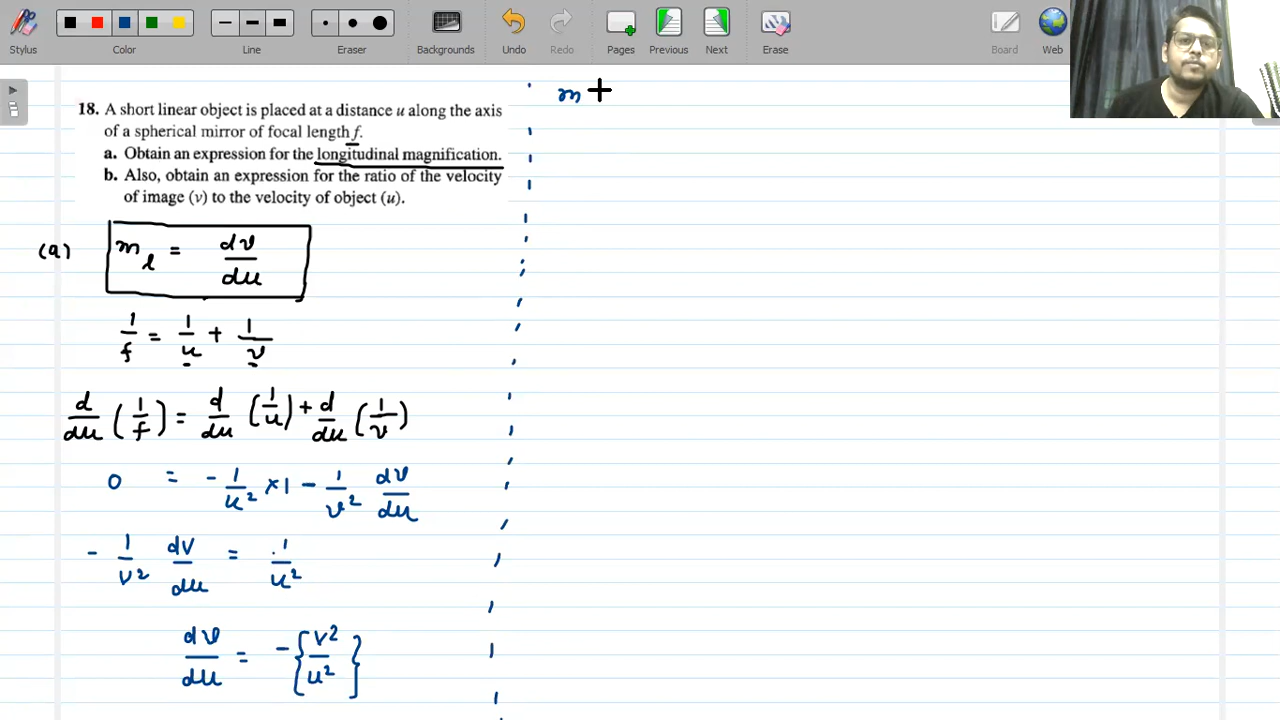 Stylus
Color
Line
Eraser
Backgrounds
Undo
Redo
Pages
Previous
Next
Erase
Board
Web
18. A short linear object is placed at a distance u along the axis
of a spherical mirror of focal length f.
a. Obtain an expression for the longitudinal magnification.
b. Also, obtain an expression for the ratio of the velocity
of image (v) to the velocity of object (u).
(a) m_l = dv/du
1/f = 1/u + 1/v
d/du (1/f) = d/du (1/u) + d/du (1/v)
0 = - 1/u² × 1 - 1/v² dv/du
- 1/v² dv/du = 1/u²
dv/du = - { v²/u² }
m